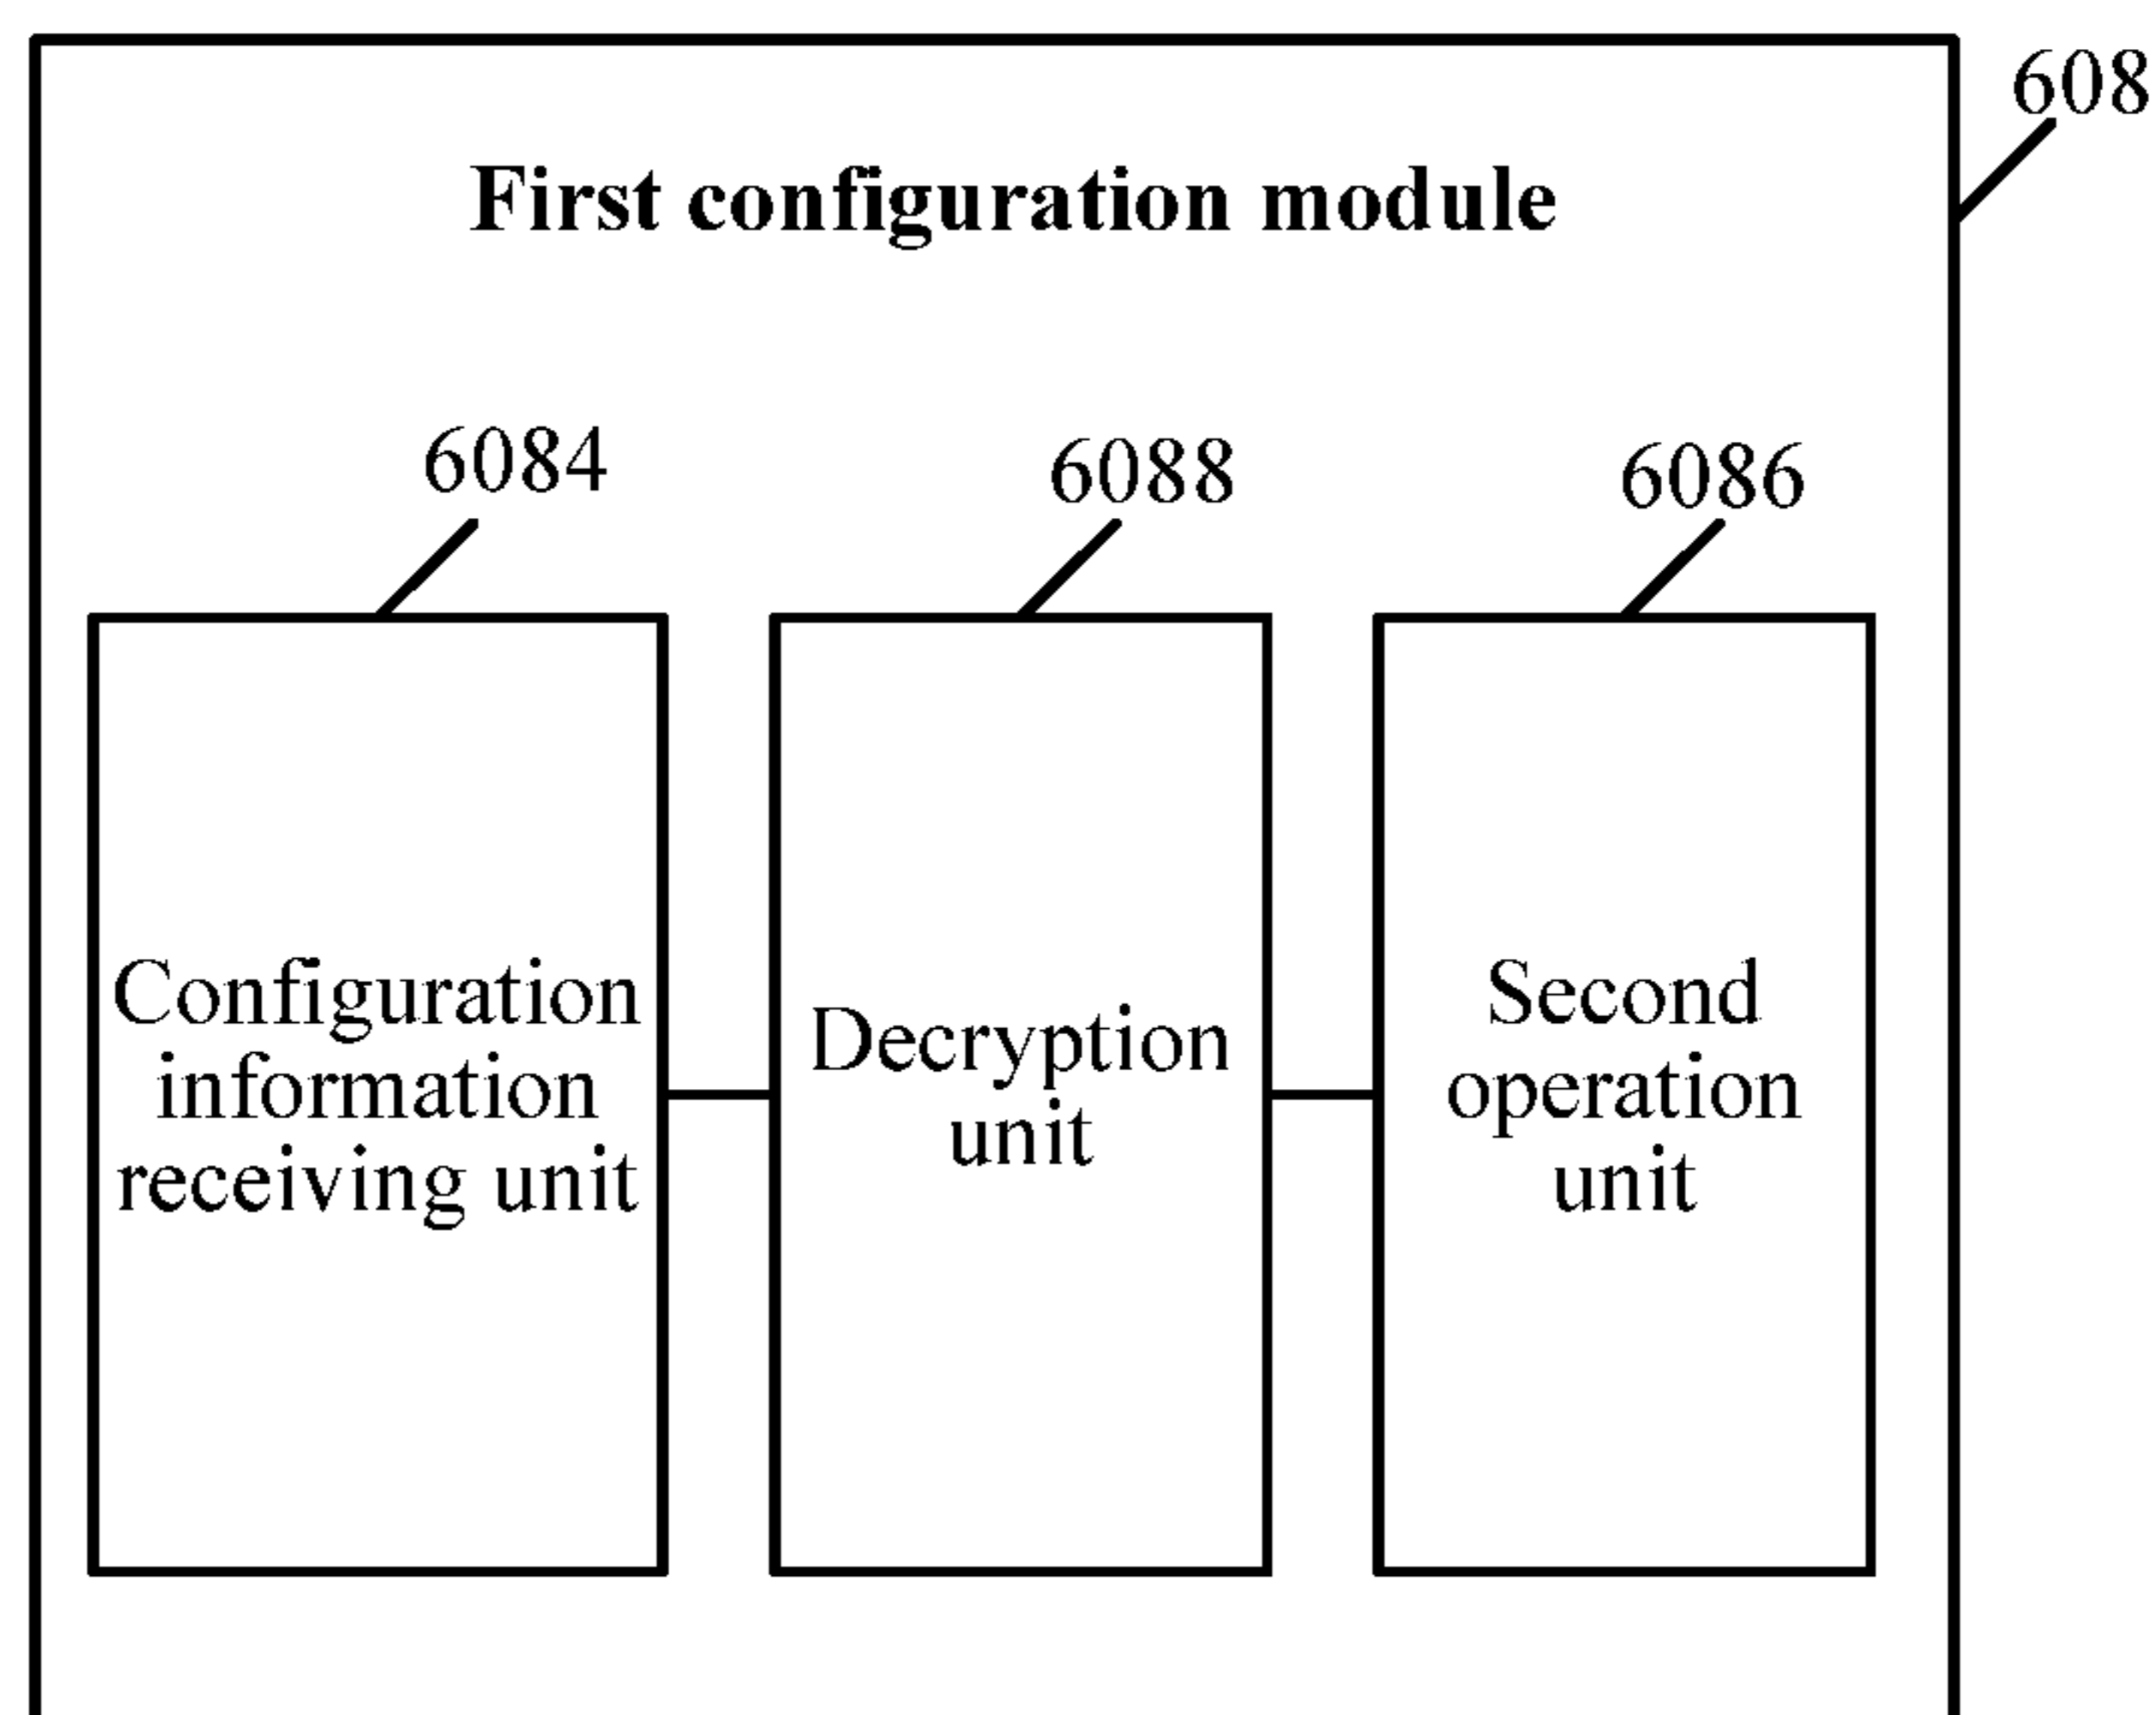 608
First configuration module
6084
6088
6086
Configuration
information
receiving unit
Decryption
unit
Second
operation
unit